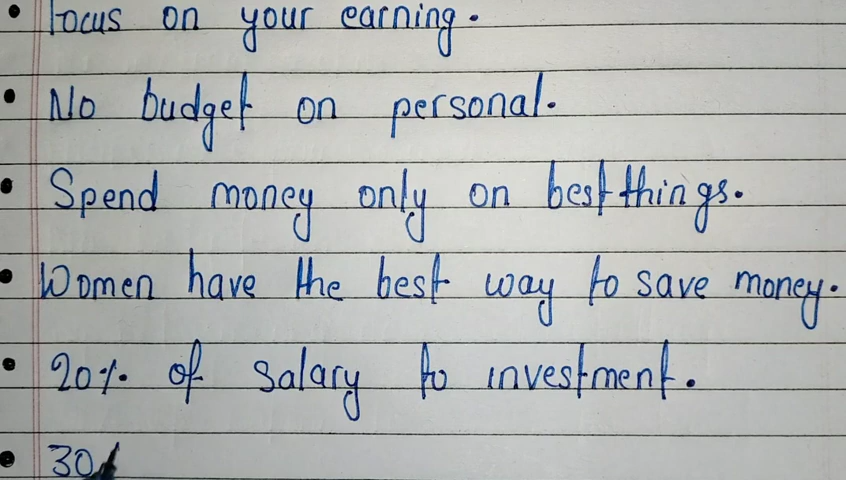 • Focus on your earning.
• No budget on personal.
• Spend money only on best things.
• Women have the best way to save money.
• 20% of salary to investment.
• 30